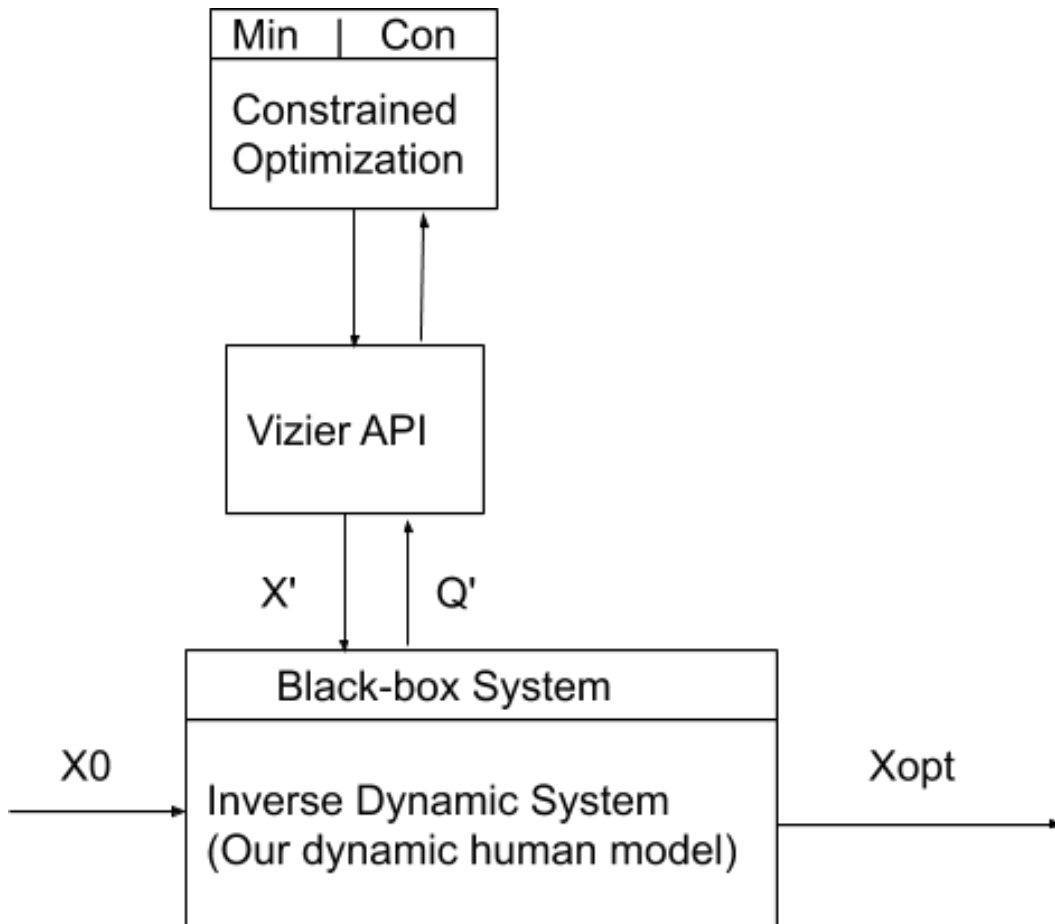 Min | Con
Constrained
Optimization
Vizier API
X' Q'
Black-box System
X0
Xopt
Inverse Dynamic System
(Our dynamic human model)